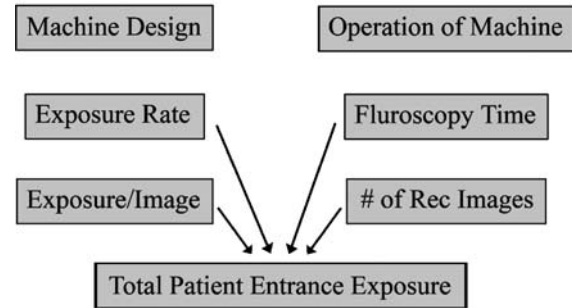 Machine Design
Operation of Machine
Exposure Rate
Fluroscopy Time
Exposure/Image
# of Rec Images
Total Patient Entrance Exposure